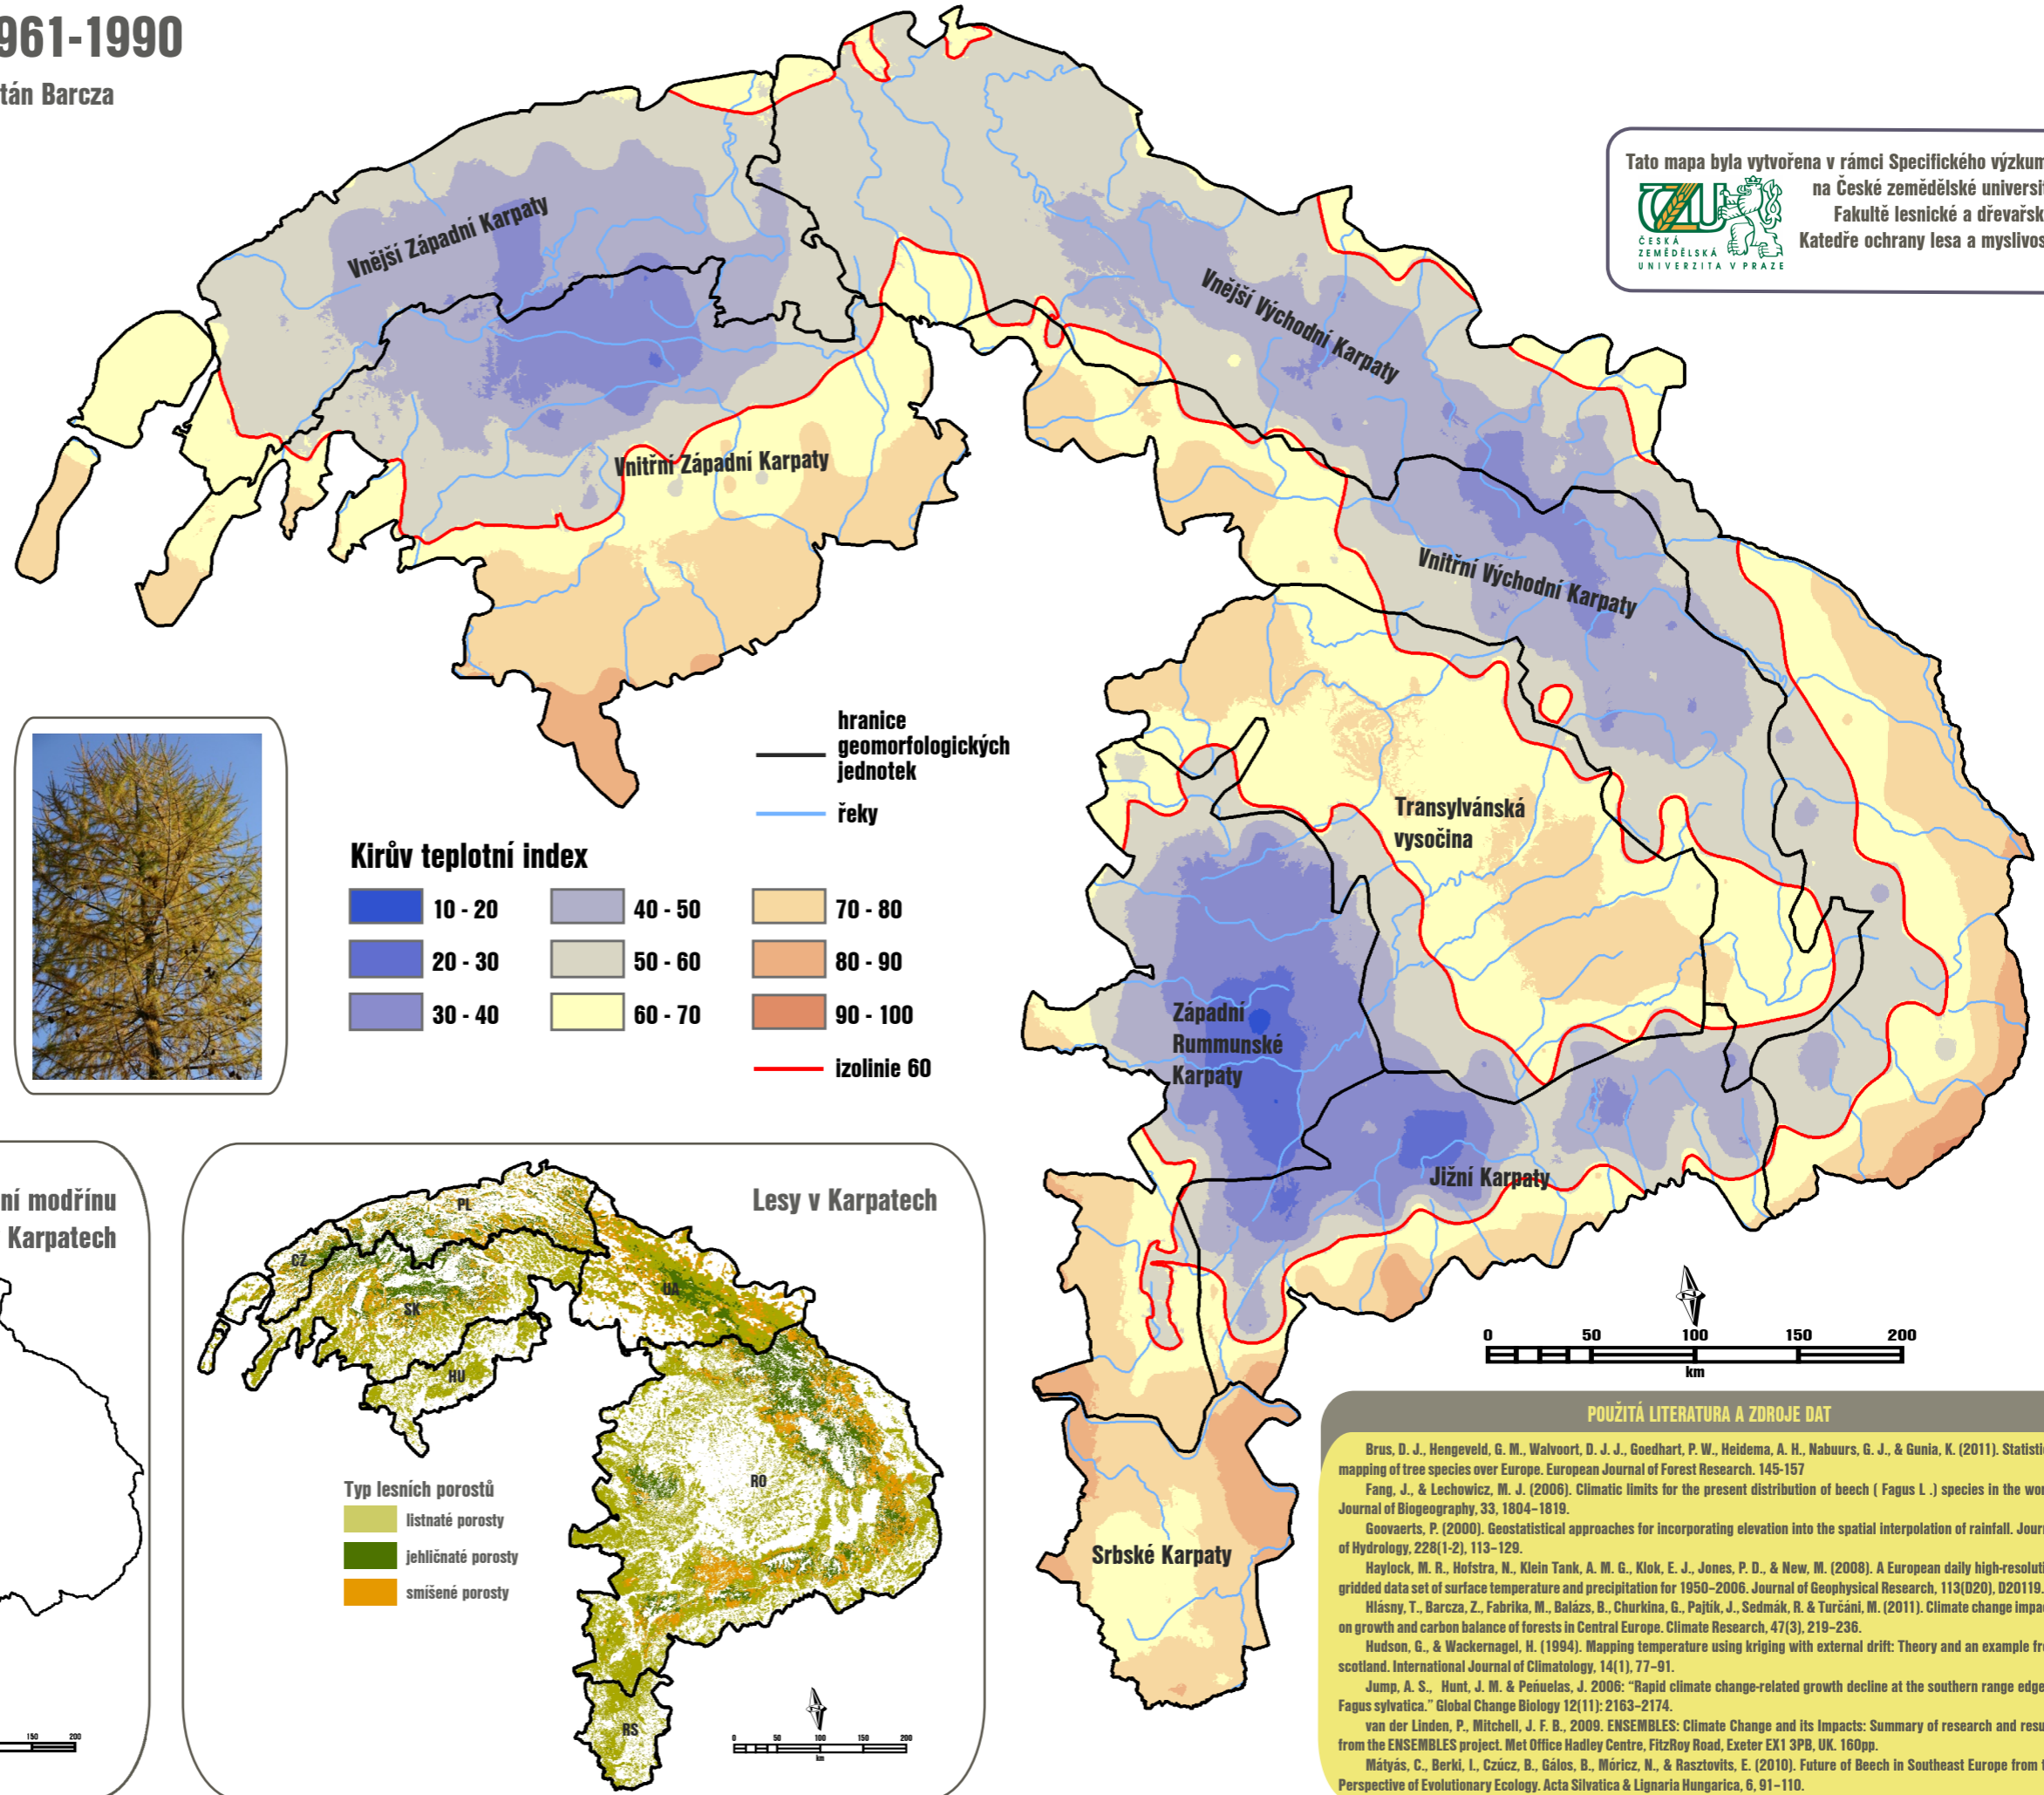 961-1990
tán Barcza
Tato mapa byla vytvořena v rámci Specifického výzkum
na České zemědělské universit
Fakultě lesnické a dřevařsk
Katedře ochrany lesa a myslivos
ČZU
ČESKÁ
ZEMĚDĚLSKÁ
UNIVERZITA V PRAZE
Vnější Západní Karpaty
Vnější Východní Karpaty
Vnitřní Západní Karpaty
Vnitřní Východní Karpaty
Transylvánská
vysočina
Západní
Rummunské
Karpaty
Jižní Karpaty
Srbské Karpaty
hranice
geomorfologických
jednotek
řeky
Kirův teplotní index
10 - 20
20 - 30
30 - 40
40 - 50
50 - 60
60 - 70
70 - 80
80 - 90
90 - 100
izolinie 60
0 50 100 150 200
km
ní modřínu
Karpatech
150 200
Lesy v Karpatech
PL
CZ
SK
UA
HU
RO
RS
Typ lesních porostů
listnaté porosty
jehličnaté porosty
smíšené porosty
0 50 100 150 200
km
POUŽITÁ LITERATURA A ZDROJE DAT
Brus, D. J., Hengeveld, G. M., Walvoort, D. J. J., Goedhart, P. W., Heidema, A. H., Nabuurs, G. J., & Gunia, K. (2011). Statistic
mapping of tree species over Europe. European Journal of Forest Research. 145-157
Fang, J., & Lechowicz, M. J. (2006). Climatic limits for the present distribution of beech ( Fagus L .) species in the wor
Journal of Biogeography, 33, 1804–1819.
Goovaerts, P. (2000). Geostatistical approaches for incorporating elevation into the spatial interpolation of rainfall. Journ
of Hydrology, 228(1-2), 113–129.
Haylock, M. R., Hofstra, N., Klein Tank, A. M. G., Klok, E. J., Jones, P. D., & New, M. (2008). A European daily high-resoluti
gridded data set of surface temperature and precipitation for 1950–2006. Journal of Geophysical Research, 113(D20), D20119.
Hlásny, T., Barcza, Z., Fabrika, M., Balázs, B., Churkina, G., Pajtík, J., Sedmák, R. & Turčáni, M. (2011). Climate change impac
on growth and carbon balance of forests in Central Europe. Climate Research, 47(3), 219–236.
Hudson, G., & Wackernagel, H. (1994). Mapping temperature using kriging with external drift: Theory and an example fr
scotland. International Journal of Climatology, 14(1), 77–91.
Jump, A. S., Hunt, J. M. & Peñuelas, J. 2006: “Rapid climate change-related growth decline at the southern range edge
Fagus sylvatica.” Global Change Biology 12(11): 2163–2174.
van der Linden, P., Mitchell, J. F. B., 2009. ENSEMBLES: Climate Change and its Impacts: Summary of research and resu
from the ENSEMBLES project. Met Office Hadley Centre, FitzRoy Road, Exeter EX1 3PB, UK. 160pp.
Mátyás, C., Berki, I., Czúcz, B., Gálos, B., Móricz, N., & Rasztovits, E. (2010). Future of Beech in Southeast Europe from t
Perspective of Evolutionary Ecology. Acta Silvatica & Lignaria Hungarica, 6, 91–110.